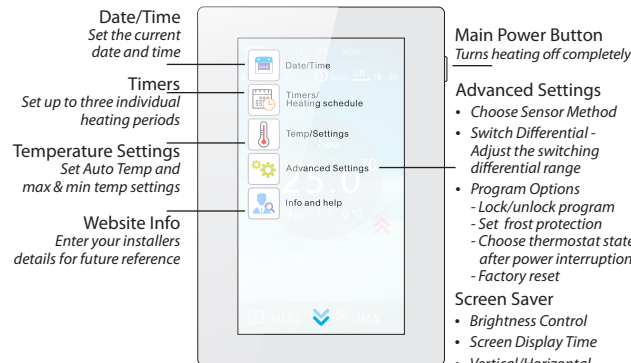 Date/Time
Set the current
date and time
Timers
Set up to three individual
heating periods
Temperature Settings
Set Auto Temp and
max & min temp settings
Website Info
Enter your installers
details for future reference
Date/Time
Timers/
Heating schedule
Temp/Settings
Advanced Settings
Info and help
MENU
MAN
Main Power Button
Turns heating off completely
Advanced Settings
• Choose Sensor Method
• Switch Differential -
Adjust the switching
differential range
• Program Options
- Lock/unlock program
- Set frost protection
- Choose thermostat state
after power interruption
- Factory reset
Screen Saver
• Brightness Control
• Screen Display Time
• Vertical/Horizontal